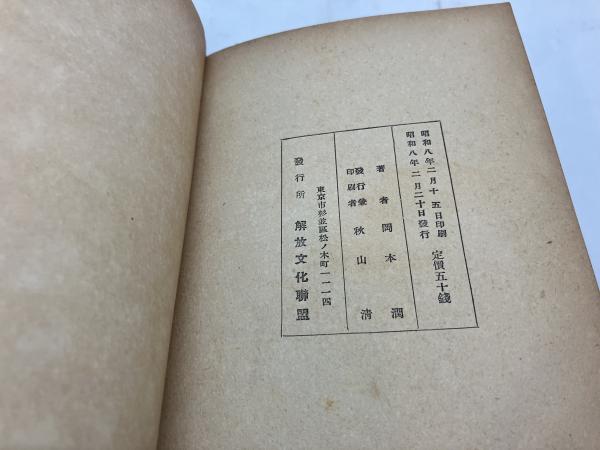 昭和八年二月十五日印刷
昭和八年二月二十日發行
定價五十錢
著者 岡本潤
發行兼印刷者 秋山清
東京市杉並區松ノ木町一一一四
發行所 解放文化聯盟